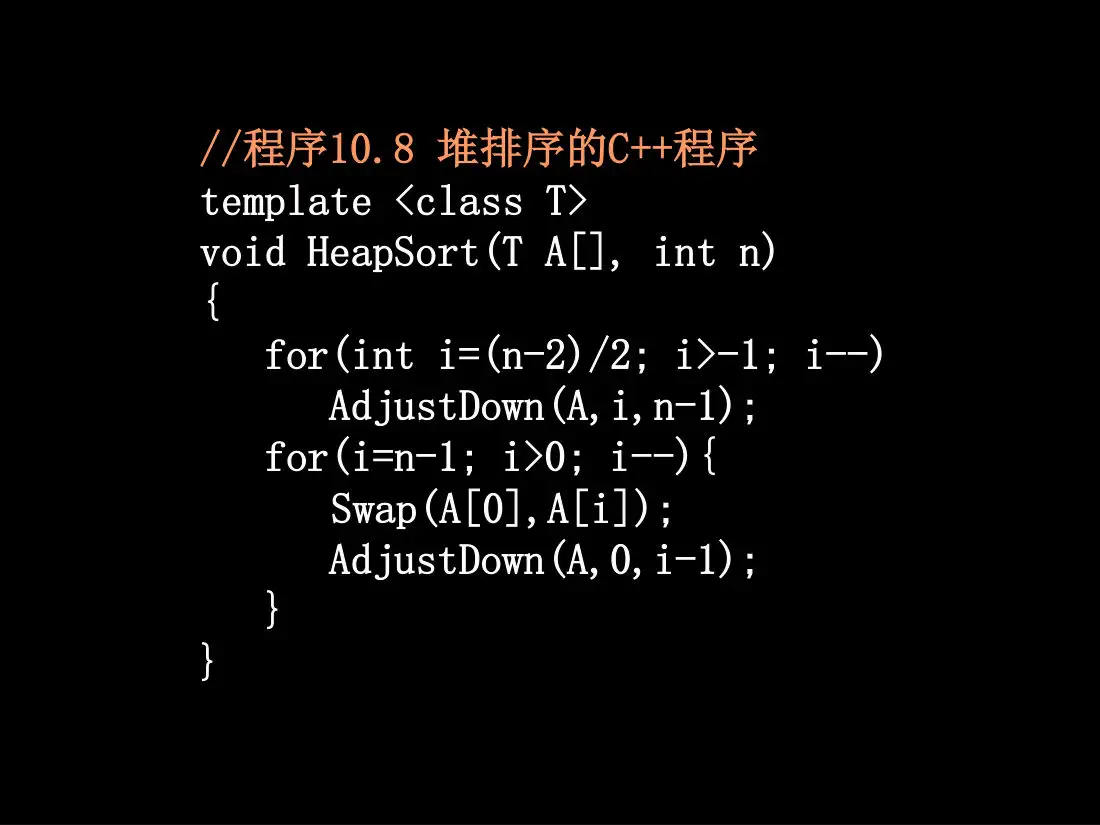 //程序10.8 堆排序的C++程序
template <class T>
void HeapSort(T A[], int n)
{
   for(int i=(n-2)/2; i>-1; i--)
      AdjustDown(A,i,n-1);
   for(i=n-1; i>0; i--){
      Swap(A[0],A[i]);
      AdjustDown(A,0,i-1);
   }
}